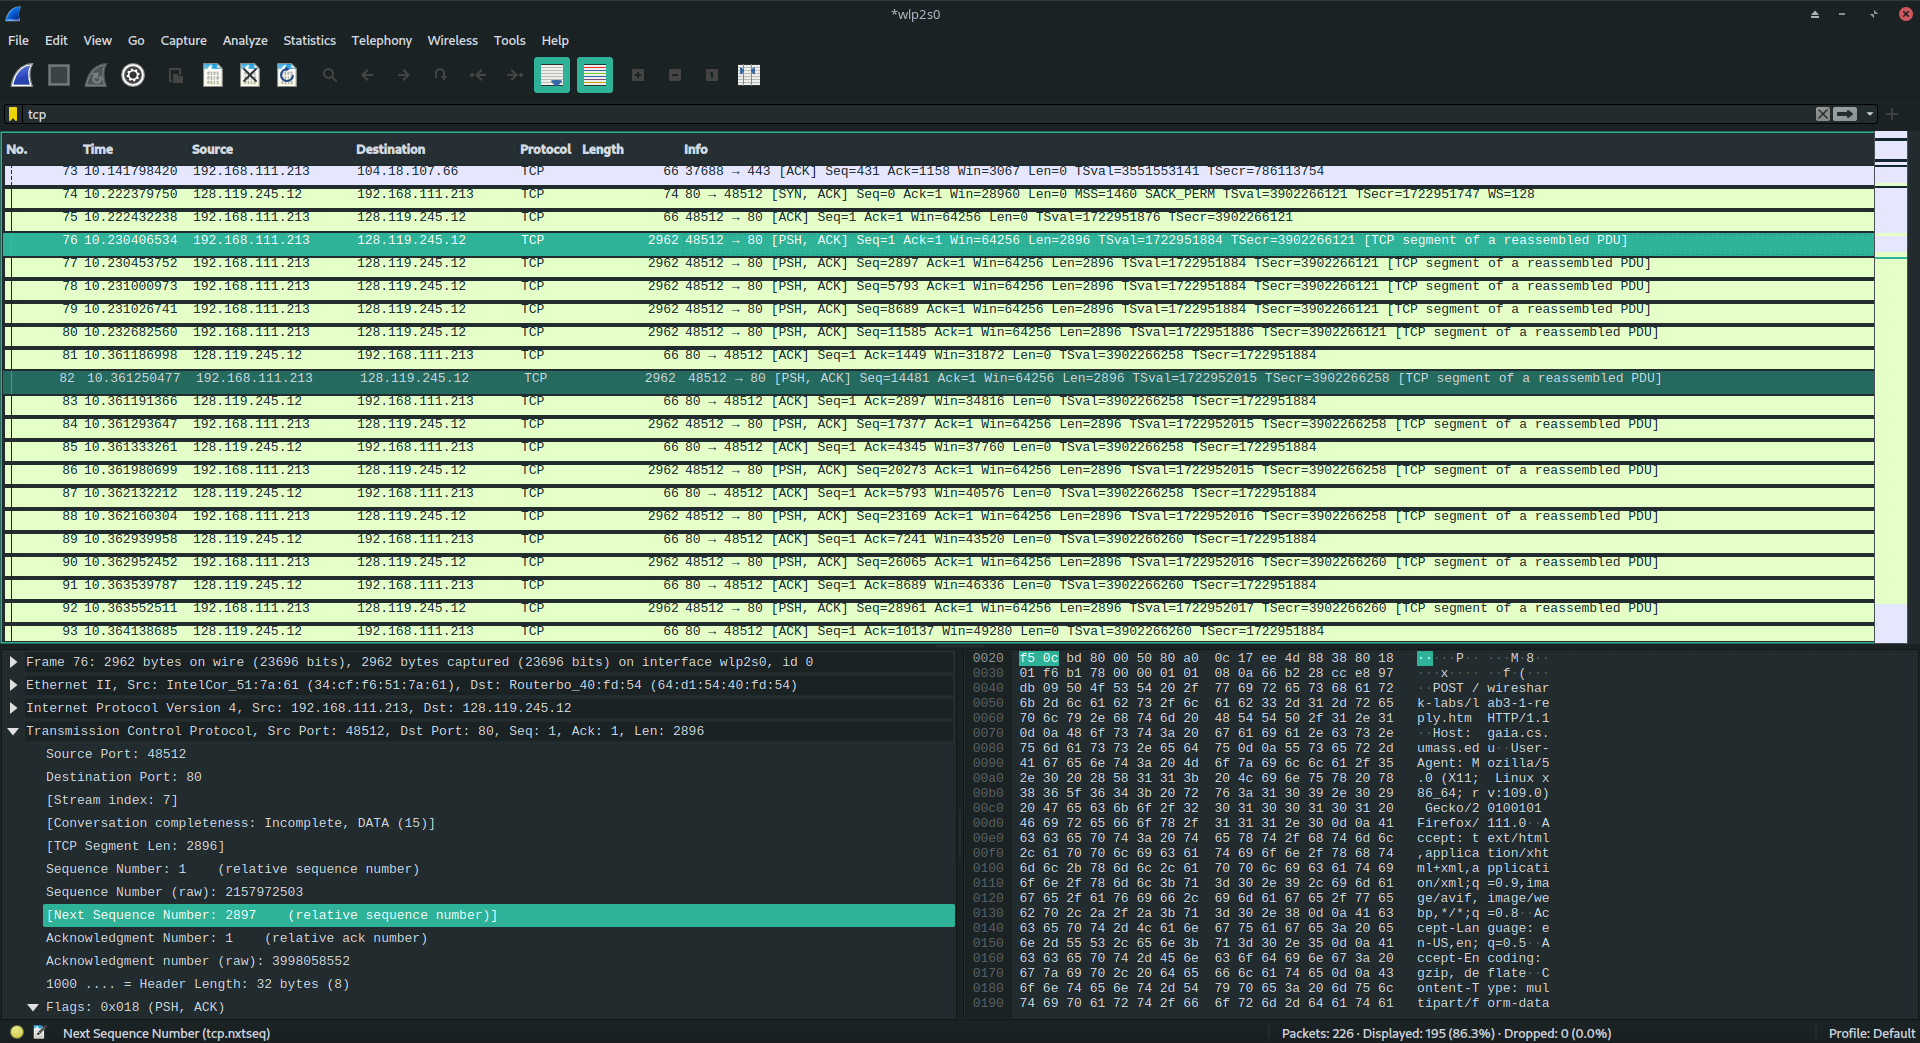 *wlp2s0
File Edit View Go Capture Analyze Statistics Telephony Wireless Tools Help
tcp
No. Time Source Destination Protocol Length Info
73 10.141798420 192.168.111.213 104.18.107.66 TCP 66 37688 → 443 [ACK] Seq=431 Ack=1158 Win=3067 Len=0 TSval=3551553141 TSecr=786113754
74 10.222379750 128.119.245.12 192.168.111.213 TCP 74 80 → 48512 [SYN, ACK] Seq=0 Ack=1 Win=28960 Len=0 MSS=1460 SACK_PERM TSval=3902266121 TSecr=1722951747 WS=128
75 10.222432238 192.168.111.213 128.119.245.12 TCP 66 48512 → 80 [ACK] Seq=1 Ack=1 Win=64256 Len=0 TSval=1722951876 TSecr=3902266121
76 10.230406534 192.168.111.213 128.119.245.12 TCP 2962 48512 → 80 [PSH, ACK] Seq=1 Ack=1 Win=64256 Len=2896 TSval=1722951884 TSecr=3902266121 [TCP segment of a reassembled PDU]
77 10.230453752 192.168.111.213 128.119.245.12 TCP 2962 48512 → 80 [PSH, ACK] Seq=2897 Ack=1 Win=64256 Len=2896 TSval=1722951884 TSecr=3902266121 [TCP segment of a reassembled PDU]
78 10.231000973 192.168.111.213 128.119.245.12 TCP 2962 48512 → 80 [PSH, ACK] Seq=5793 Ack=1 Win=64256 Len=2896 TSval=1722951884 TSecr=3902266121 [TCP segment of a reassembled PDU]
79 10.231026741 192.168.111.213 128.119.245.12 TCP 2962 48512 → 80 [PSH, ACK] Seq=8689 Ack=1 Win=64256 Len=2896 TSval=1722951884 TSecr=3902266121 [TCP segment of a reassembled PDU]
80 10.232682560 192.168.111.213 128.119.245.12 TCP 2962 48512 → 80 [PSH, ACK] Seq=11585 Ack=1 Win=64256 Len=2896 TSval=1722951886 TSecr=3902266121 [TCP segment of a reassembled PDU]
81 10.361186998 128.119.245.12 192.168.111.213 TCP 66 80 → 48512 [ACK] Seq=1 Ack=1449 Win=31872 Len=0 TSval=3902266258 TSecr=1722951884
82 10.361250477 192.168.111.213 128.119.245.12 TCP 2962 48512 → 80 [PSH, ACK] Seq=14481 Ack=1 Win=64256 Len=2896 TSval=1722952015 TSecr=3902266258 [TCP segment of a reassembled PDU]
83 10.361191366 128.119.245.12 192.168.111.213 TCP 66 80 → 48512 [ACK] Seq=1 Ack=2897 Win=34816 Len=0 TSval=3902266258 TSecr=1722951884
84 10.361293647 192.168.111.213 128.119.245.12 TCP 2962 48512 → 80 [PSH, ACK] Seq=17377 Ack=1 Win=64256 Len=2896 TSval=1722952015 TSecr=3902266258 [TCP segment of a reassembled PDU]
85 10.361333261 128.119.245.12 192.168.111.213 TCP 66 80 → 48512 [ACK] Seq=1 Ack=4345 Win=37760 Len=0 TSval=3902266258 TSecr=1722951884
86 10.361980699 192.168.111.213 128.119.245.12 TCP 2962 48512 → 80 [PSH, ACK] Seq=20273 Ack=1 Win=64256 Len=2896 TSval=1722952015 TSecr=3902266258 [TCP segment of a reassembled PDU]
87 10.362132212 128.119.245.12 192.168.111.213 TCP 66 80 → 48512 [ACK] Seq=1 Ack=5793 Win=40576 Len=0 TSval=3902266258 TSecr=1722951884
88 10.362160304 192.168.111.213 128.119.245.12 TCP 2962 48512 → 80 [PSH, ACK] Seq=23169 Ack=1 Win=64256 Len=2896 TSval=1722952016 TSecr=3902266258 [TCP segment of a reassembled PDU]
89 10.362939958 128.119.245.12 192.168.111.213 TCP 66 80 → 48512 [ACK] Seq=1 Ack=7241 Win=43520 Len=0 TSval=3902266260 TSecr=1722951884
90 10.362952452 192.168.111.213 128.119.245.12 TCP 2962 48512 → 80 [PSH, ACK] Seq=26065 Ack=1 Win=64256 Len=2896 TSval=1722952016 TSecr=3902266260 [TCP segment of a reassembled PDU]
91 10.363539787 128.119.245.12 192.168.111.213 TCP 66 80 → 48512 [ACK] Seq=1 Ack=8689 Win=46336 Len=0 TSval=3902266260 TSecr=1722951884
92 10.363552511 192.168.111.213 128.119.245.12 TCP 2962 48512 → 80 [PSH, ACK] Seq=28961 Ack=1 Win=64256 Len=2896 TSval=1722952017 TSecr=3902266260 [TCP segment of a reassembled PDU]
93 10.364138685 128.119.245.12 192.168.111.213 TCP 66 80 → 48512 [ACK] Seq=1 Ack=10137 Win=49280 Len=0 TSval=3902266260 TSecr=1722951884
Frame 76: 2962 bytes on wire (23696 bits), 2962 bytes captured (23696 bits) on interface wlp2s0, id 0
Ethernet II, Src: IntelCor_51:7a:61 (34:cf:f6:51:7a:61), Dst: Routerbo_40:fd:54 (64:d1:54:40:fd:54)
Internet Protocol Version 4, Src: 192.168.111.213, Dst: 128.119.245.12
Transmission Control Protocol, Src Port: 48512, Dst Port: 80, Seq: 1, Ack: 1, Len: 2896
Source Port: 48512
Destination Port: 80
[Stream index: 7]
[Conversation completeness: Incomplete, DATA (15)]
[TCP Segment Len: 2896]
Sequence Number: 1 (relative sequence number)
Sequence Number (raw): 2157972503
[Next Sequence Number: 2897 (relative sequence number)]
Acknowledgment Number: 1 (relative ack number)
Acknowledgment number (raw): 3998058552
1000 .... = Header Length: 32 bytes (8)
Flags: 0x018 (PSH, ACK)
0020 f5 0c bd 80 00 50 80 a0 0c 17 ee 4d 88 38 80 18 ·····P·· ···M·8··
0030 01 f6 b1 78 00 00 01 01 08 0a 66 b2 28 cc e8 97 ···x···· ··f·(···
0040 db 09 50 4f 53 54 20 2f 77 69 72 65 73 68 61 72 ··POST / wireshar
0050 6b 2d 6c 61 62 73 2f 6c 61 62 33 2d 31 2d 72 65 k-labs/l ab3-1-re
0060 70 6c 79 2e 68 74 6d 20 48 54 54 50 2f 31 2e 31 ply.htm HTTP/1.1
0070 0d 0a 48 6f 73 74 3a 20 67 61 69 61 2e 63 73 2e ··Host: gaia.cs.
0080 75 6d 61 73 73 2e 65 64 75 0d 0a 55 73 65 72 2d umass.ed u··User-
0090 41 67 65 6e 74 3a 20 4d 6f 7a 69 6c 6c 61 2f 35 Agent: M ozilla/5
00a0 2e 30 20 28 58 31 31 3b 20 4c 69 6e 75 78 20 78 .0 (X11; Linux x
00b0 38 36 5f 36 34 3b 20 72 76 3a 31 30 39 2e 30 29 86_64; r v:109.0)
00c0 20 47 65 63 6b 6f 2f 32 30 31 30 30 31 30 31 20 Gecko/2 0100101
00d0 46 69 72 65 66 6f 78 2f 31 31 31 2e 30 0d 0a 41 Firefox/ 111.0··A
00e0 63 63 65 70 74 3a 20 74 65 78 74 2f 68 74 6d 6c ccept: t ext/html
00f0 2c 61 70 70 6c 69 63 61 74 69 6f 6e 2f 78 68 74 ,applica tion/xht
0100 6d 6c 2b 78 6d 6c 2c 61 70 70 6c 69 63 61 74 69 ml+xml,a pplicati
0110 6f 6e 2f 78 6d 6c 3b 71 3d 30 2e 39 2c 69 6d 61 on/xml;q =0.9,ima
0120 67 65 2f 61 76 69 66 2c 69 6d 61 67 65 2f 77 65 ge/avif, image/we
0130 62 70 2c 2a 2f 2a 3b 71 3d 30 2e 38 0d 0a 41 63 bp,*/*;q =0.8··Ac
0140 63 65 70 74 2d 4c 61 6e 67 75 61 67 65 3a 20 65 cept-Lan guage: e
0150 6e 2d 55 53 2c 65 6e 3b 71 3d 30 2e 35 0d 0a 41 n-US,en; q=0.5··A
0160 63 63 65 70 74 2d 45 6e 63 6f 64 69 6e 67 3a 20 ccept-En coding:
0170 67 7a 69 70 2c 20 64 65 66 6c 61 74 65 0d 0a 43 gzip, de flate··C
0180 6f 6e 74 65 6e 74 2d 54 79 70 65 3a 20 6d 75 6c ontent-T ype: mul
0190 74 69 70 61 72 74 2f 66 6f 72 6d 2d 64 61 74 61 tipart/f orm-data
Next Sequence Number (tcp.nxtseq)
Packets: 226 · Displayed: 195 (86.3%) · Dropped: 0 (0.0%)
Profile: Default